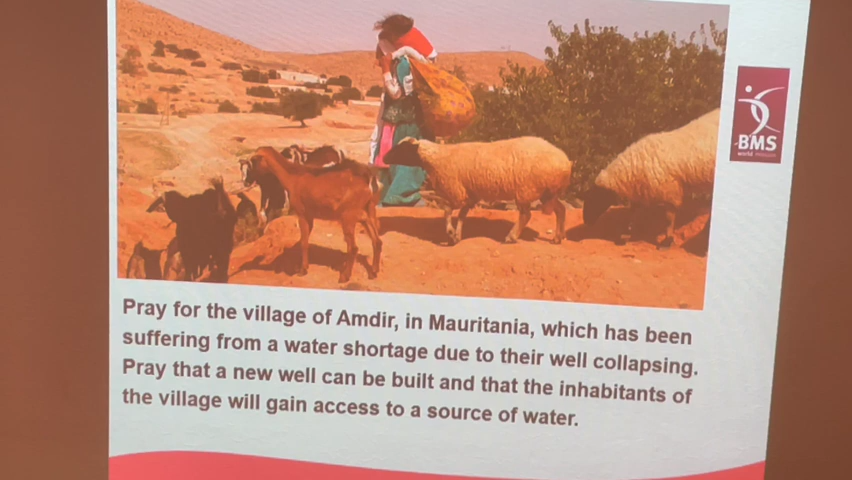 BMS
world mission
Pray for the village of Amdir, in Mauritania, which has been
suffering from a water shortage due to their well collapsing.
Pray that a new well can be built and that the inhabitants of
the village will gain access to a source of water.